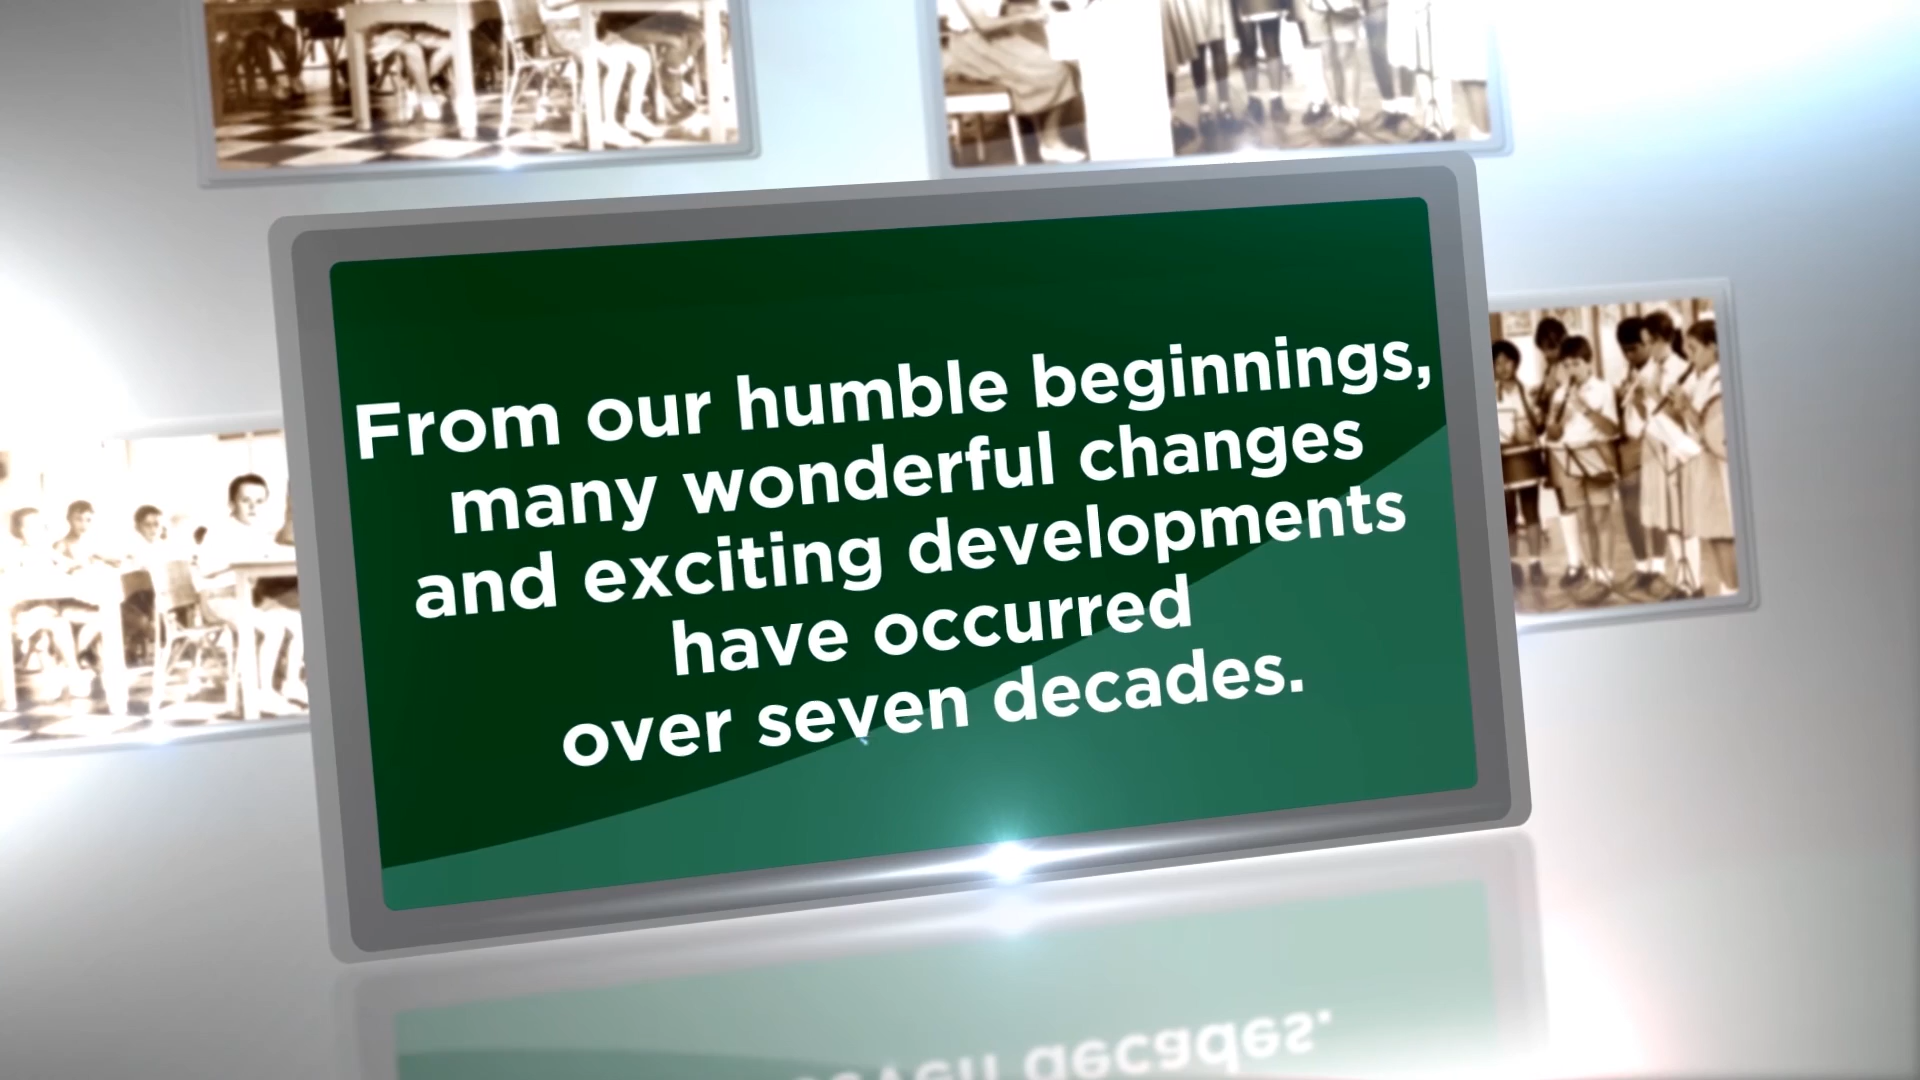 From our humble beginnings,
many wonderful changes
and exciting developments
have occurred
over seven decades.